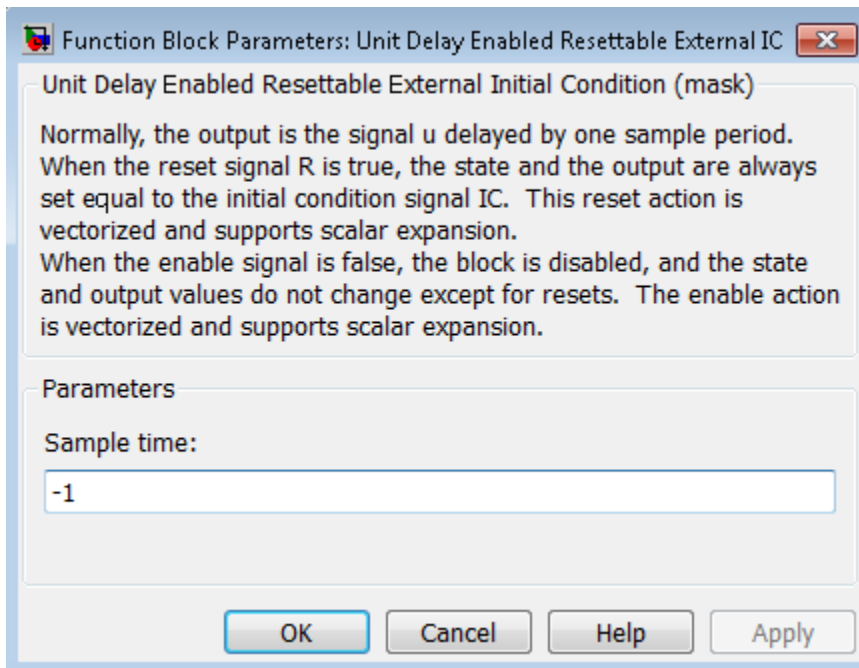 Function Block Parameters: Unit Delay Enabled Resettable External IC
Unit Delay Enabled Resettable External Initial Condition (mask)
Normally, the output is the signal u delayed by one sample period.
When the reset signal R is true, the state and the output are always
set equal to the initial condition signal IC.  This reset action is
vectorized and supports scalar expansion.
When the enable signal is false, the block is disabled, and the state
and output values do not change except for resets.  The enable action
is vectorized and supports scalar expansion.
Parameters
Sample time:
-1
OK Cancel Help Apply